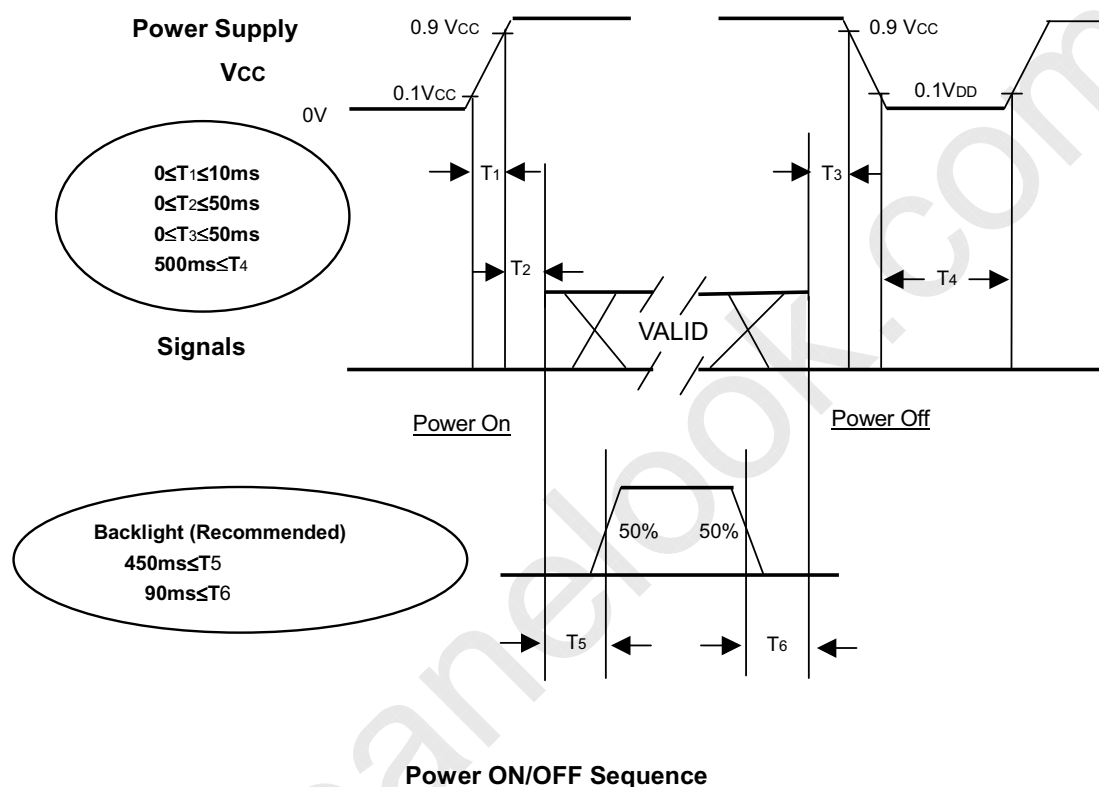 Power Supply
VCC
0.9 VCC
0.9 VCC
0.1VCC
0.1VDD
0V
0≤T1≤10ms
0≤T2≤50ms
0≤T3≤50ms
500ms≤T4
T1
T3
T2
T4
VALID
Signals
Power On
Power Off
Backlight (Recommended)
450ms≤T5
90ms≤T6
50%
50%
T5
T6
Power ON/OFF Sequence
anelook.com